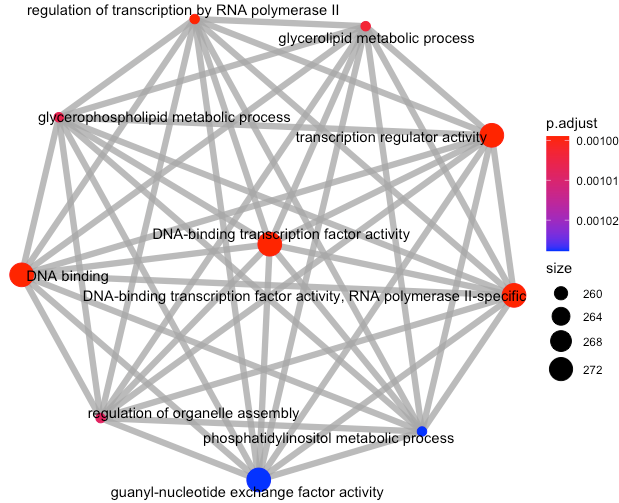 regulation of transcription by RNA polymerase II
glycerolipid metabolic process
glycerophospholipid metabolic process
transcription regulator activity
DNA-binding transcription factor activity
DNA binding
DNA-binding transcription factor activity, RNA polymerase II-specific
regulation of organelle assembly
phosphatidylinositol metabolic process
guanyl-nucleotide exchange factor activity
p.adjust
0.00100
0.00101
0.00102
size
260
264
268
272